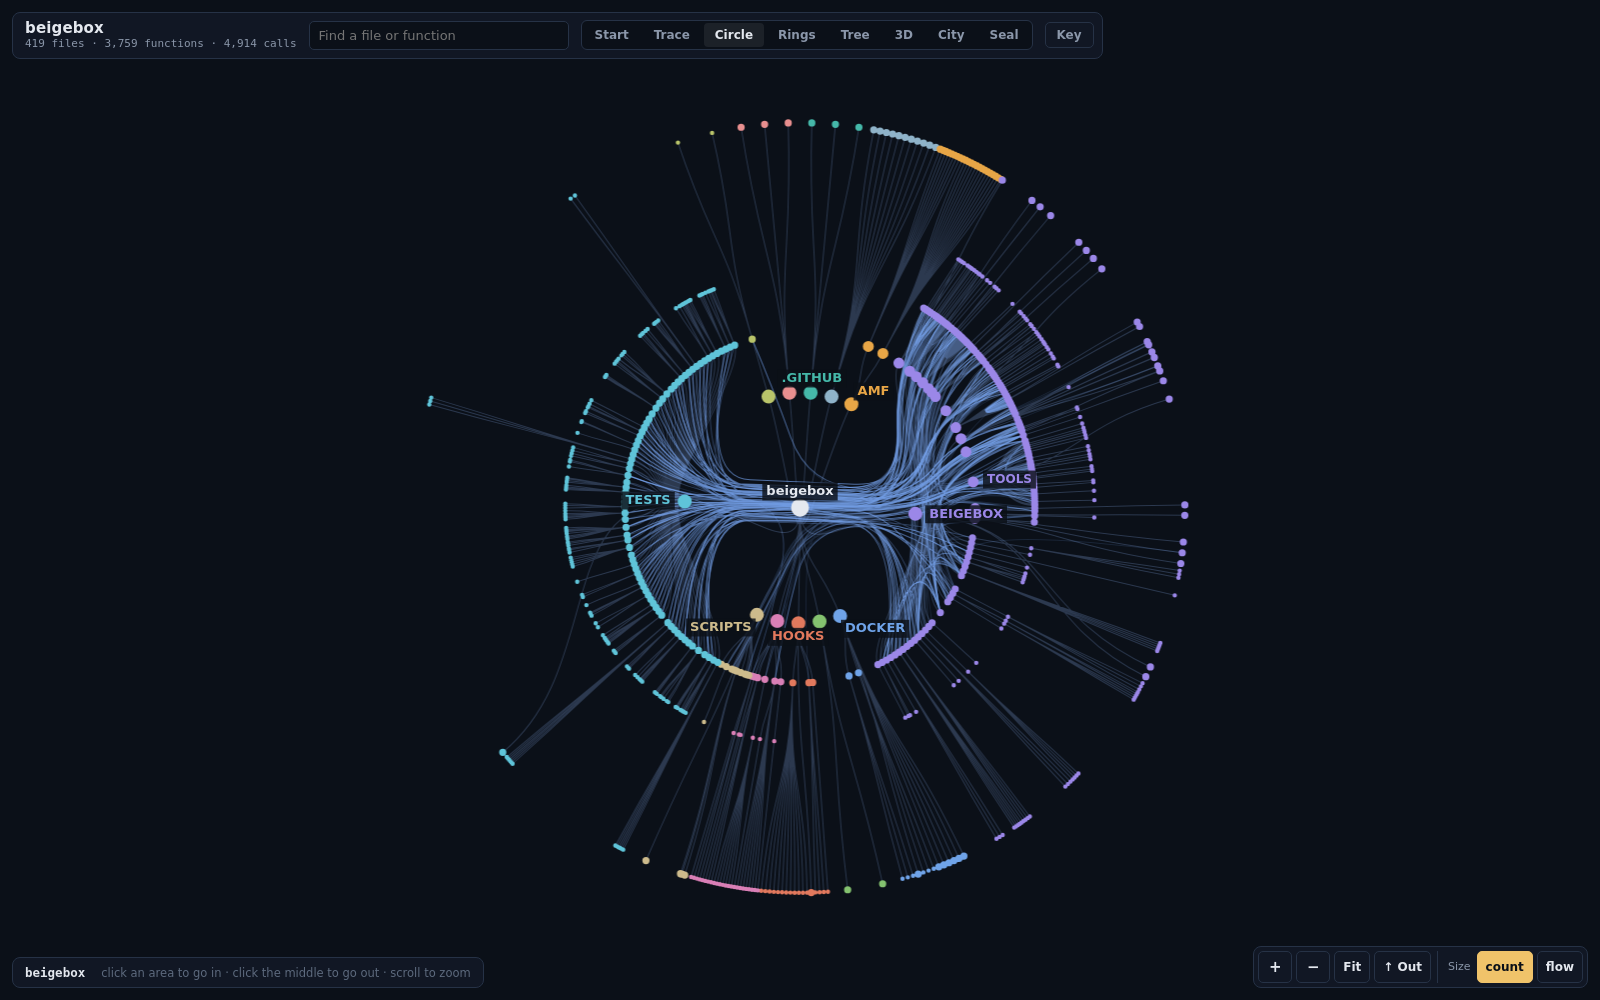 beigebox
419 files · 3,759 functions · 4,914 calls
Find a file or function
Start Trace Circle Rings Tree 3D City Seal
Key
.GITHUB
AMF
TOOLS
beigebox
TESTS
BEIGEBOX
SCRIPTS
HOOKS
DOCKER
beigebox click an area to go in · click the middle to go out · scroll to zoom
+ − Fit ↑ Out Size count flow